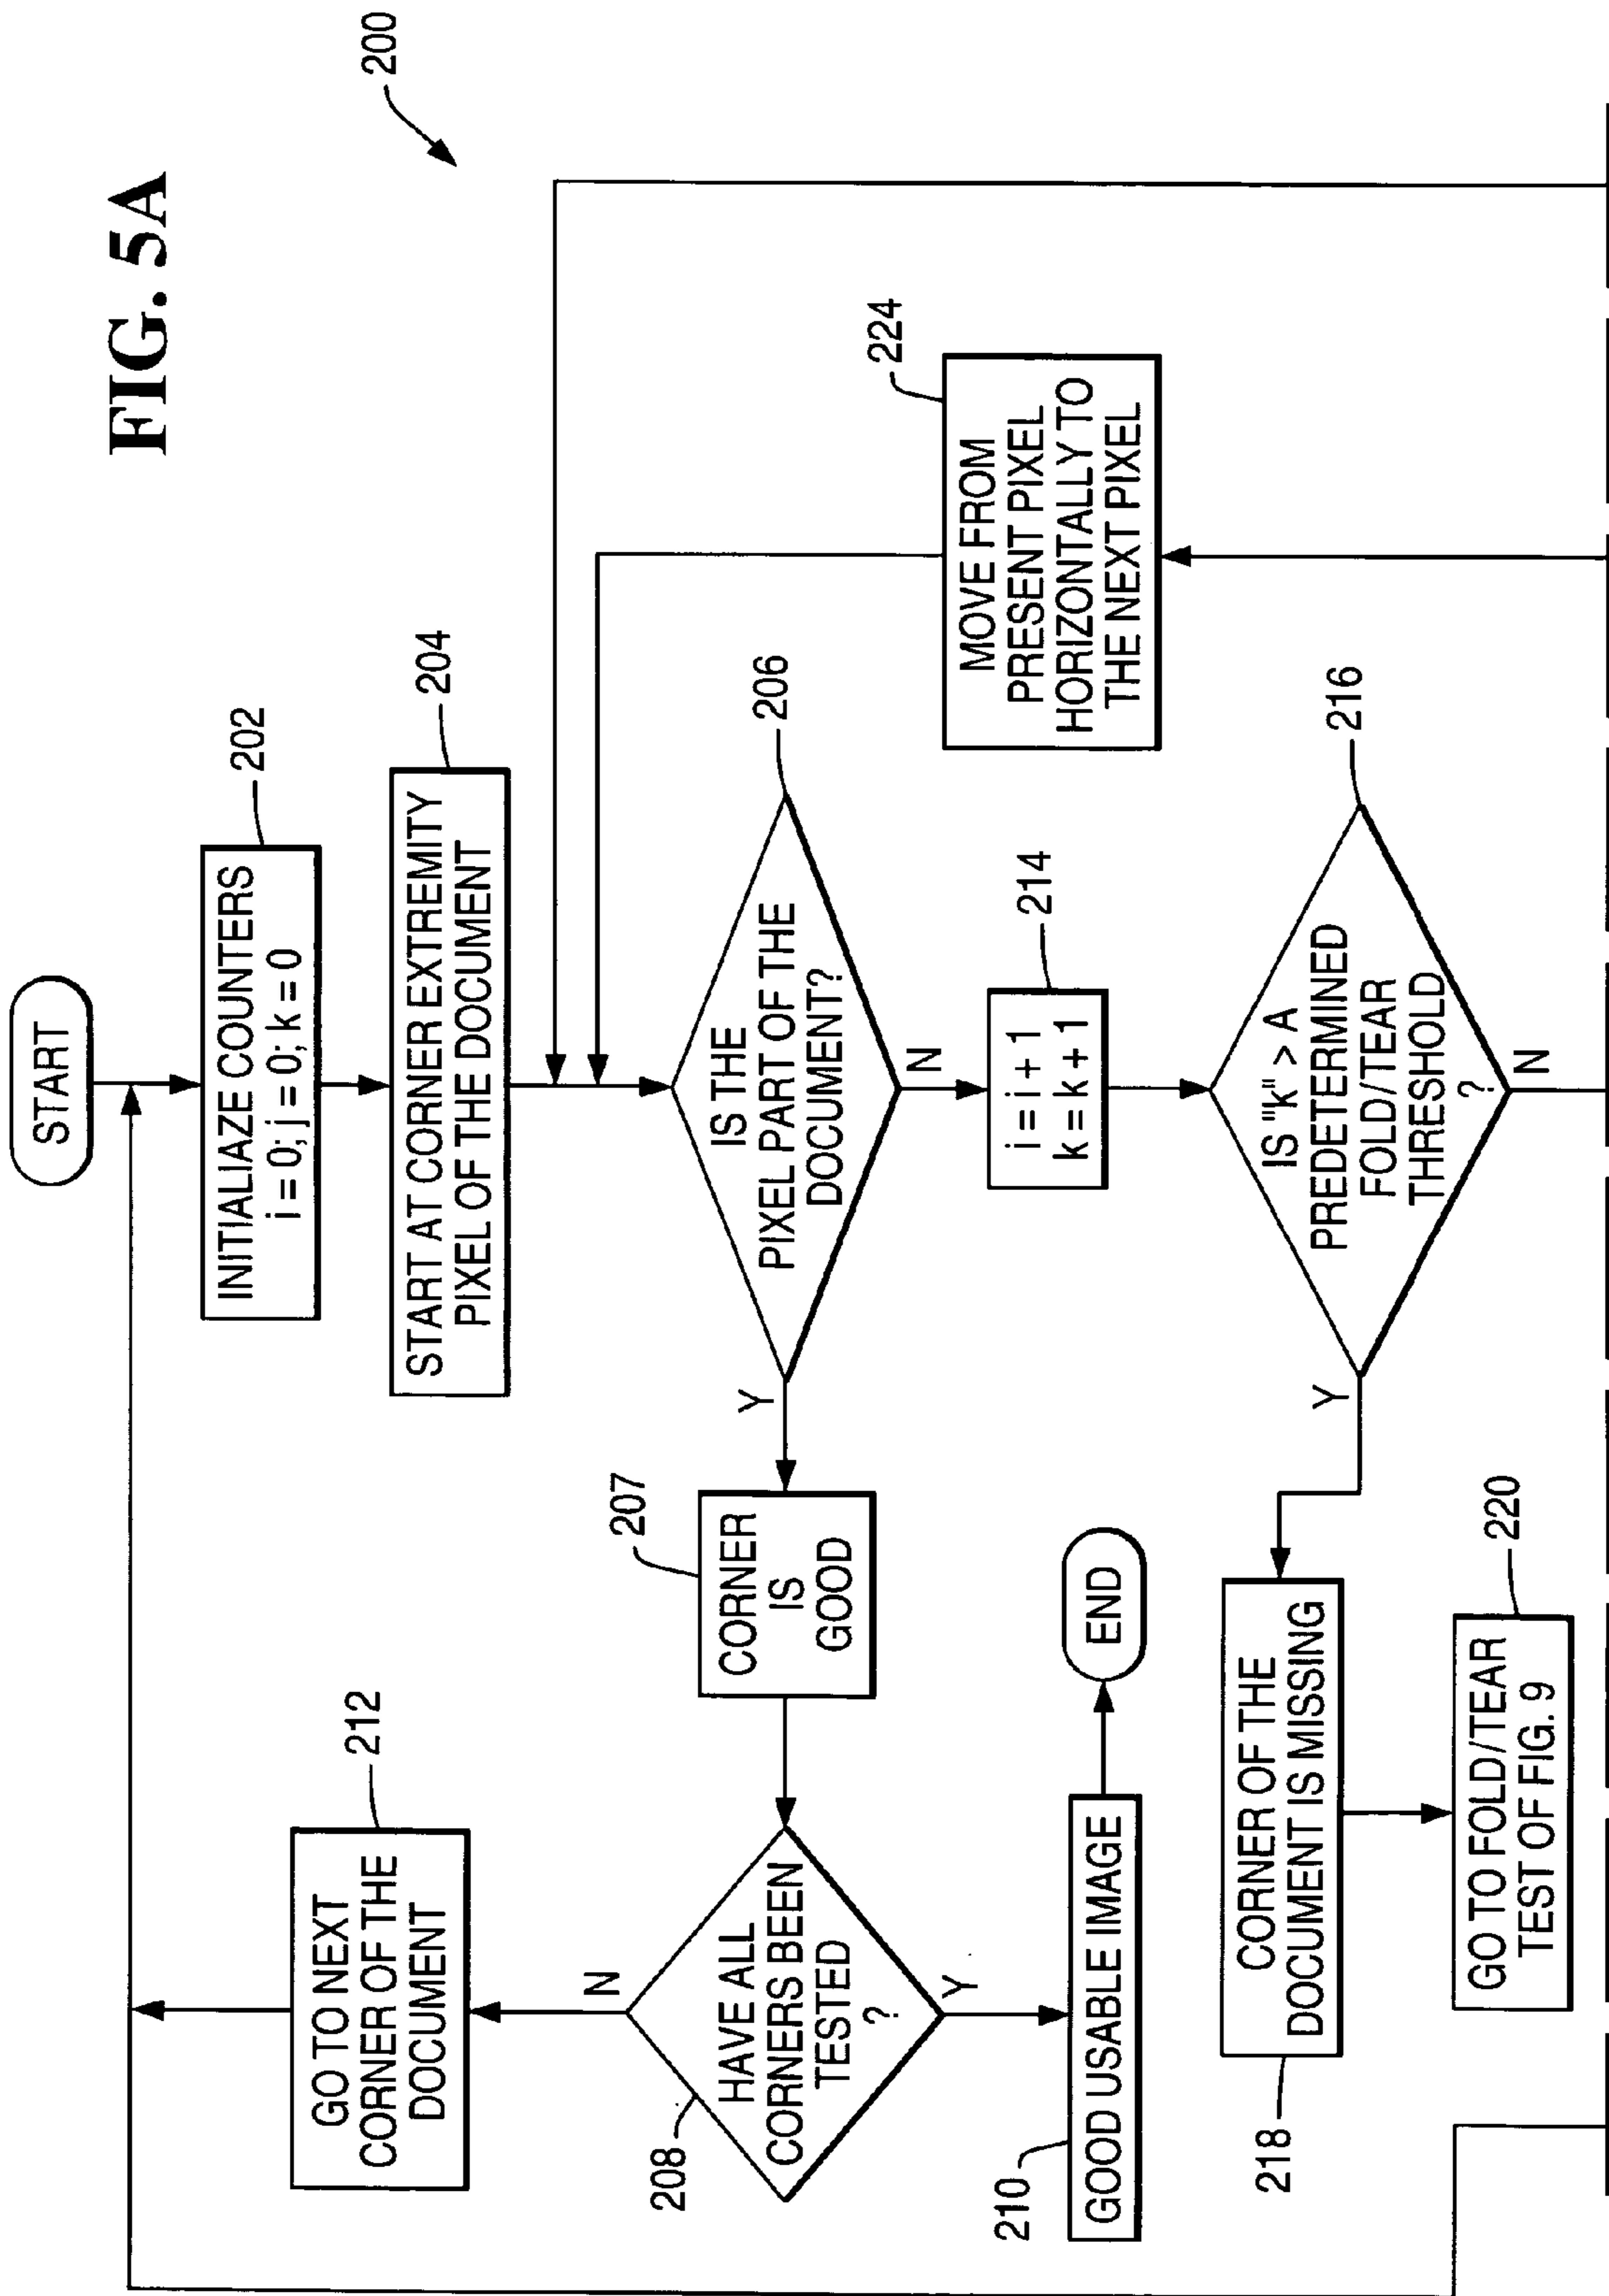 FIG. 5A
200
START
INITIALIAZE COUNTERS
i = 0; j = 0; k = 0
202
START AT CORNER EXTREMITY
PIXEL OF THE DOCUMENT
204
IS THE
PIXEL PART OF THE
DOCUMENT?
206
Y
N
CORNER
IS
GOOD
207
HAVE ALL
CORNERS BEEN
TESTED
?
208
N
Y
GO TO NEXT
CORNER OF THE
DOCUMENT
212
GOOD USABLE IMAGE
210
END
i = i + 1
k = k + 1
214
IS "k" > A
PREDETERMINED
FOLD/TEAR
THRESHOLD
?
216
Y
N
CORNER OF THE
DOCUMENT IS MISSING
218
GO TO FOLD/TEAR
TEST OF FIG. 9
220
MOVE FROM
PRESENT PIXEL
HORIZONTALLY TO
THE NEXT PIXEL
224